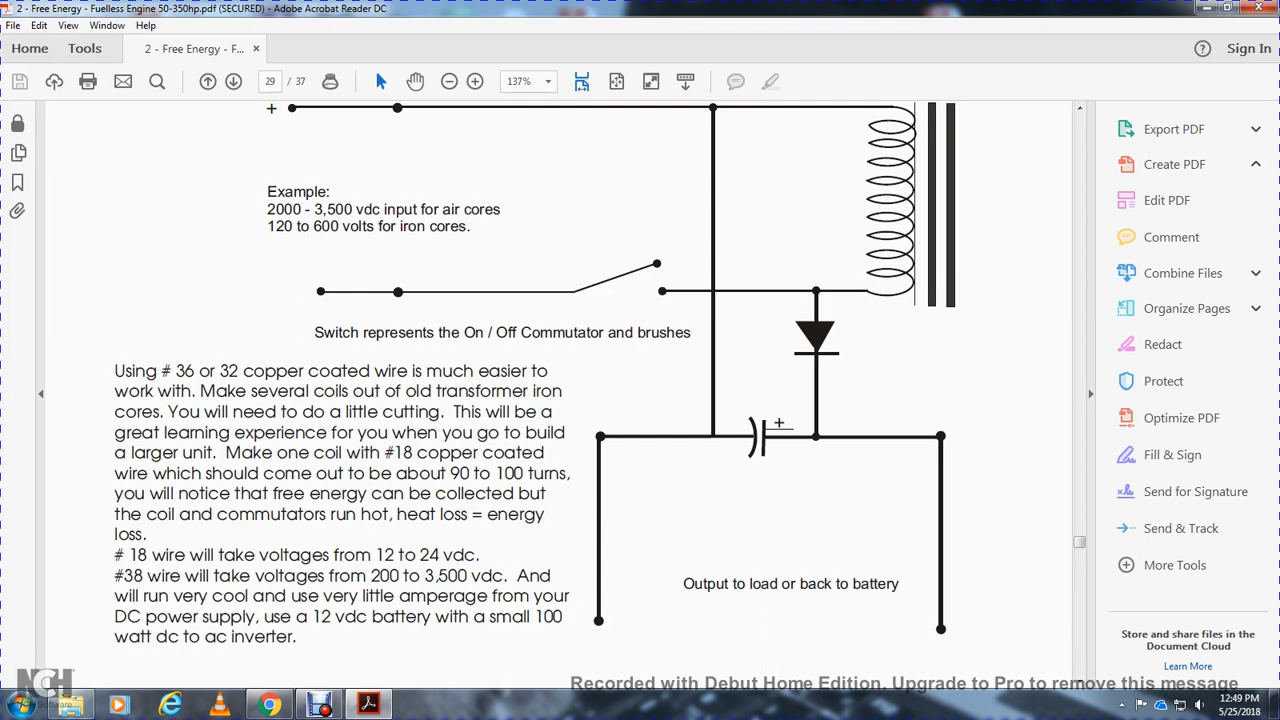 2 - Free Energy - Fuelless Engine 50-350hp.pdf (SECURED) - Adobe Acrobat Reader DC
File Edit View Window Help
Home Tools 2 - Free Energy - F... × Sign In
29 / 37 137%
+
Example:
2000 - 3,500 vdc input for air cores
120 to 600 volts for iron cores.
Switch represents the On / Off Commutator and brushes
Using # 36 or 32 copper coated wire is much easier to
work with. Make several coils out of old transformer iron
cores. You will need to do a little cutting. This will be a
great learning experience for you when you go to build
a larger unit. Make one coil with #18 copper coated
wire which should come out to be about 90 to 100 turns,
you will notice that free energy can be collected but
the coil and commutators run hot, heat loss = energy
loss.
# 18 wire will take voltages from 12 to 24 vdc.
#38 wire will take voltages from 200 to 3,500 vdc. And
will run very cool and use very little amperage from your
DC power supply, use a 12 vdc battery with a small 100
watt dc to ac inverter.
+
Output to load or back to battery
Export PDF
Create PDF
Edit PDF
Comment
Combine Files
Organize Pages
Redact
Protect
Optimize PDF
Fill & Sign
Send for Signature
Send & Track
More Tools
Store and share files in the
Document Cloud
Learn More
NCH
Software
Recorded with Debut Home Edition. Upgrade to Pro to remove this message
12:49 PM
5/25/2018